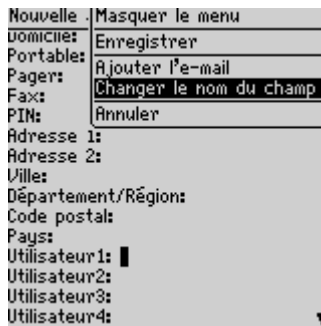 Nouvelle
Masquer le menu
Domicile:
Enregistrer
Portable:
Ajouter l'e-mail
Pager:
Changer le nom du champ
Fax:
Annuler
PIN:
Adresse 1:
Adresse 2:
Ville:
Département/Région:
Code postal:
Pays:
Utilisateur1:
Utilisateur2:
Utilisateur3:
Utilisateur4: